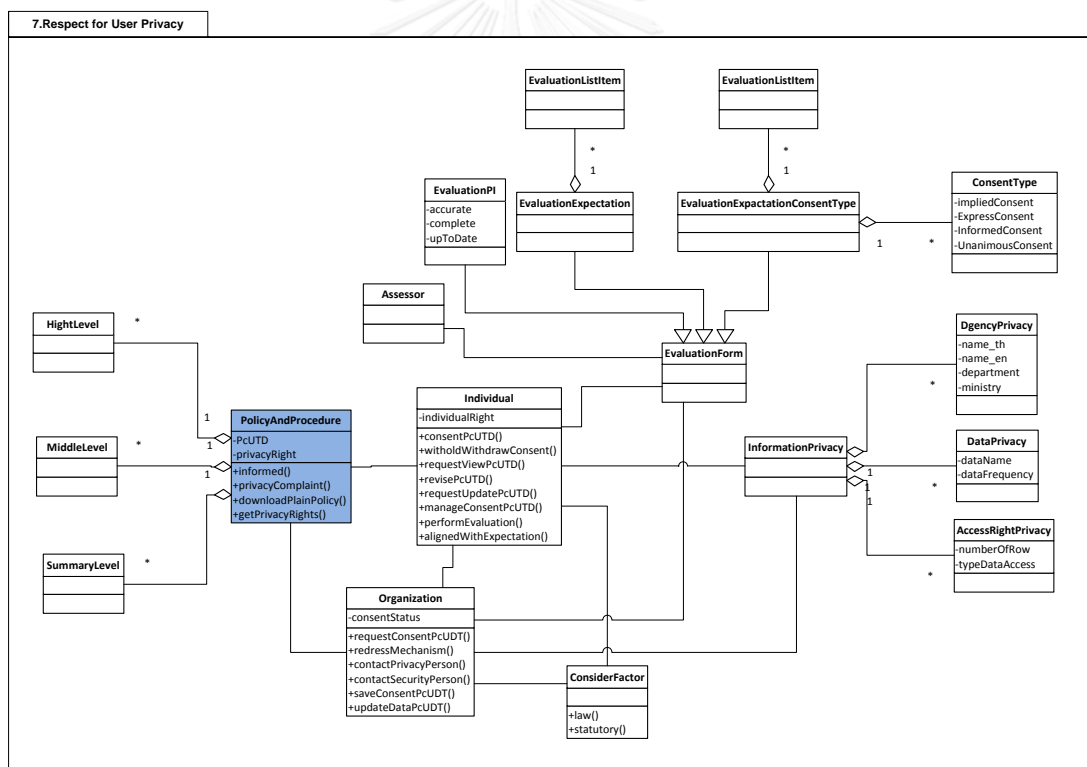 7.Respect for User Privacy
EvaluationListItem
EvaluationListItem
*
1
*
1
EvaluationPI
-accurate
-complete
-upToDate
EvaluationExpectation
EvaluationExpactationConsentType
1
*
ConsentType
-impliedConsent
-ExpressConsent
-InformedConsent
-UnanimousConsent
Assessor
EvaluationForm
HightLevel
*
1
MiddleLevel
*
1
SummaryLevel
*
1
PolicyAndProcedure
-PcUTD
-privacyRight
+informed()
+privacyComplaint()
+downloadPlainPolicy()
+getPrivacyRights()
Individual
-individualRight
+consentPcUTD()
+witholdWithdrawConsent()
+requestViewPcUTD()
+revisePcUTD()
+requestUpdatePcUTD()
+manageConsentPcUTD()
+performEvaluation()
+alignedWithExpectation()
InformationPrivacy
1
1
1
DgencyPrivacy
-name_th
-name_en
-department
-ministry
*
DataPrivacy
-dataName
-dataFrequency
*
AccessRightPrivacy
-numberOfRow
-typeDataAccess
*
Organization
-consentStatus
+requestConsentPcUDT()
+redressMechanism()
+contactPrivacyPerson()
+contactSecurityPerson()
+saveConsentPcUDT()
+updateDataPcUDT()
ConsiderFactor
+law()
+statutory()